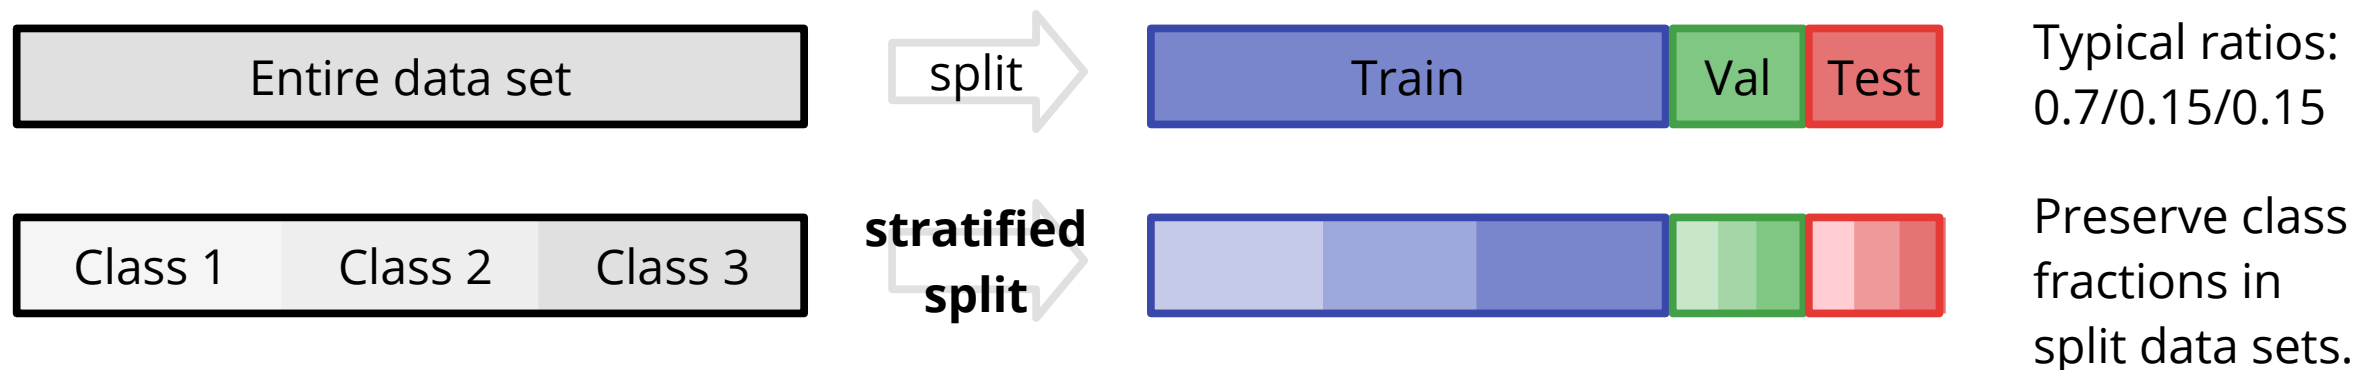 Entire data set
split
Train
Val
Test
Typical ratios:
0.7/0.15/0.15
Class 1
Class 2
Class 3
stratified
split
Preserve class
fractions in
split data sets.